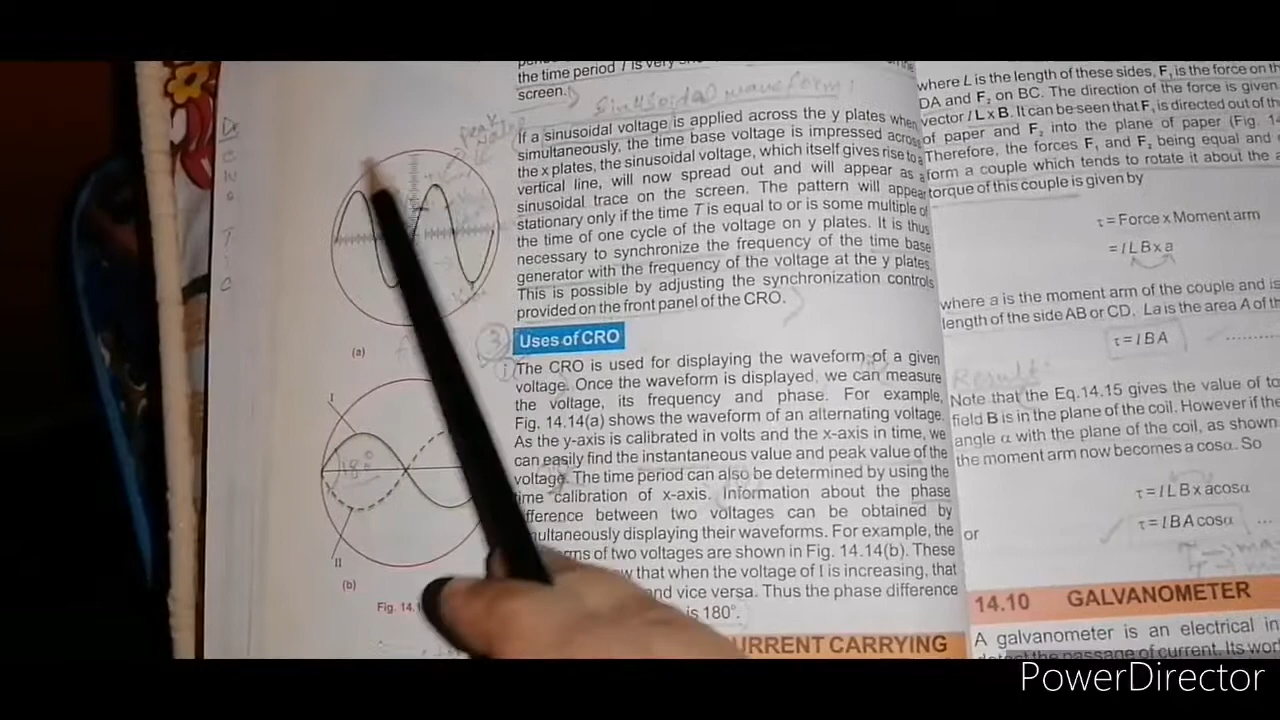 the time period T is very
screen.
Sinusoidal waveform:
If a sinusoidal voltage is applied across the y plates when
simultaneously, the time base voltage is impressed across
the x plates, the sinusoidal voltage, which itself gives rise to a
vertical line, will now spread out and will appear as a
sinusoidal trace on the screen. The pattern will appear
stationary only if the time T is equal to or is some multiple of
the time of one cycle of the voltage on y plates. It is thus
necessary to synchronize the frequency of the time base
generator with the frequency of the voltage at the y plates.
This is possible by adjusting the synchronization controls
provided on the front panel of the CRO.
3
Uses of CRO
i
The CRO is used for displaying the waveform of a given
voltage. Once the waveform is displayed, we can measure
the voltage, its frequency and phase. For example,
Fig. 14.14(a) shows the waveform of an alternating voltage.
As the y-axis is calibrated in volts and the x-axis in time, we
can easily find the instantaneous value and peak value of the
voltage. The time period can also be determined by using the
time calibration of x-axis. Information about the phase
difference between two voltages can be obtained by
simultaneously displaying their waveforms. For example, the
of two voltages are shown in Fig. 14.14(b). These
that when the voltage of I is increasing, that
and vice versa. Thus the phase difference
is 180°.
CURRENT CARRYING
peak
value
(a)
I
180°
II
(b)
Fig. 14.
where L is the length of these sides, F₁ is the force on the
DA and F₂ on BC. The direction of the force is given
vector I L x B. It can be seen that F₁ is directed out of the
of paper and F₂ into the plane of paper (Fig. 14
Therefore, the forces F₁ and F₂ being equal and
form a couple which tends to rotate it about the
torque of this couple is given by
τ = Force x Moment arm
= I L B x a
where a is the moment arm of the couple and is
length of the side AB or CD. La is the area A of the
τ = I B A
Result:
Note that the Eq.14.15 gives the value of to
field B is in the plane of the coil. However if the
angle α with the plane of the coil, as shown
the moment arm now becomes a cosα. So
τ = I L B x acosα
or
τ = I B A cosα
14.10 GALVANOMETER
A galvanometer is an electrical in
detect the passage of current. Its wor
PowerDirector